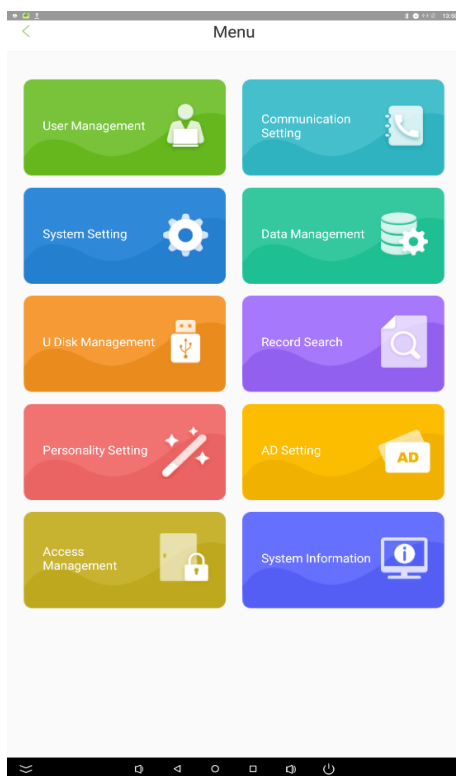 Menu
User Management
Communication
Setting
System Setting
Data Management
U Disk Management
Record Search
Personality Setting
AD Setting
AD
Access
Management
System Information